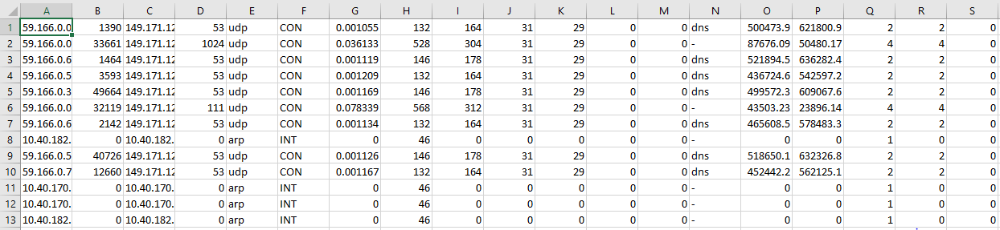 A B C D E F G H I J K L M N O P Q R S
1 59.166.0.0 1390 149.171.12 53 udp CON 0.001055 132 164 31 29 0 0 dns 500473.9 621800.9 2 2 0
2 59.166.0.0 33661 149.171.12 1024 udp CON 0.036133 528 304 31 29 0 0 - 87676.09 50480.17 4 4 0
3 59.166.0.6 1464 149.171.12 53 udp CON 0.001119 146 178 31 29 0 0 dns 521894.5 636282.4 2 2 0
4 59.166.0.5 3593 149.171.12 53 udp CON 0.001209 132 164 31 29 0 0 dns 436724.6 542597.2 2 2 0
5 59.166.0.3 49664 149.171.12 53 udp CON 0.001169 146 178 31 29 0 0 dns 499572.3 609067.6 2 2 0
6 59.166.0.0 32119 149.171.12 111 udp CON 0.078339 568 312 31 29 0 0 - 43503.23 23896.14 4 4 0
7 59.166.0.6 2142 149.171.12 53 udp CON 0.001134 132 164 31 29 0 0 dns 465608.5 578483.3 2 2 0
8 10.40.182. 0 10.40.182. 0 arp INT 0 46 0 0 0 0 0 - 0 0 1 0 0
9 59.166.0.5 40726 149.171.12 53 udp CON 0.001126 146 178 31 29 0 0 dns 518650.1 632326.8 2 2 0
10 59.166.0.7 12660 149.171.12 53 udp CON 0.001167 132 164 31 29 0 0 dns 452442.2 562125.1 2 2 0
11 10.40.170. 0 10.40.170. 0 arp INT 0 46 0 0 0 0 0 - 0 0 1 0 0
12 10.40.170. 0 10.40.170. 0 arp INT 0 46 0 0 0 0 0 - 0 0 1 0 0
13 10.40.182. 0 10.40.182. 0 arp INT 0 46 0 0 0 0 0 - 0 0 1 0 0